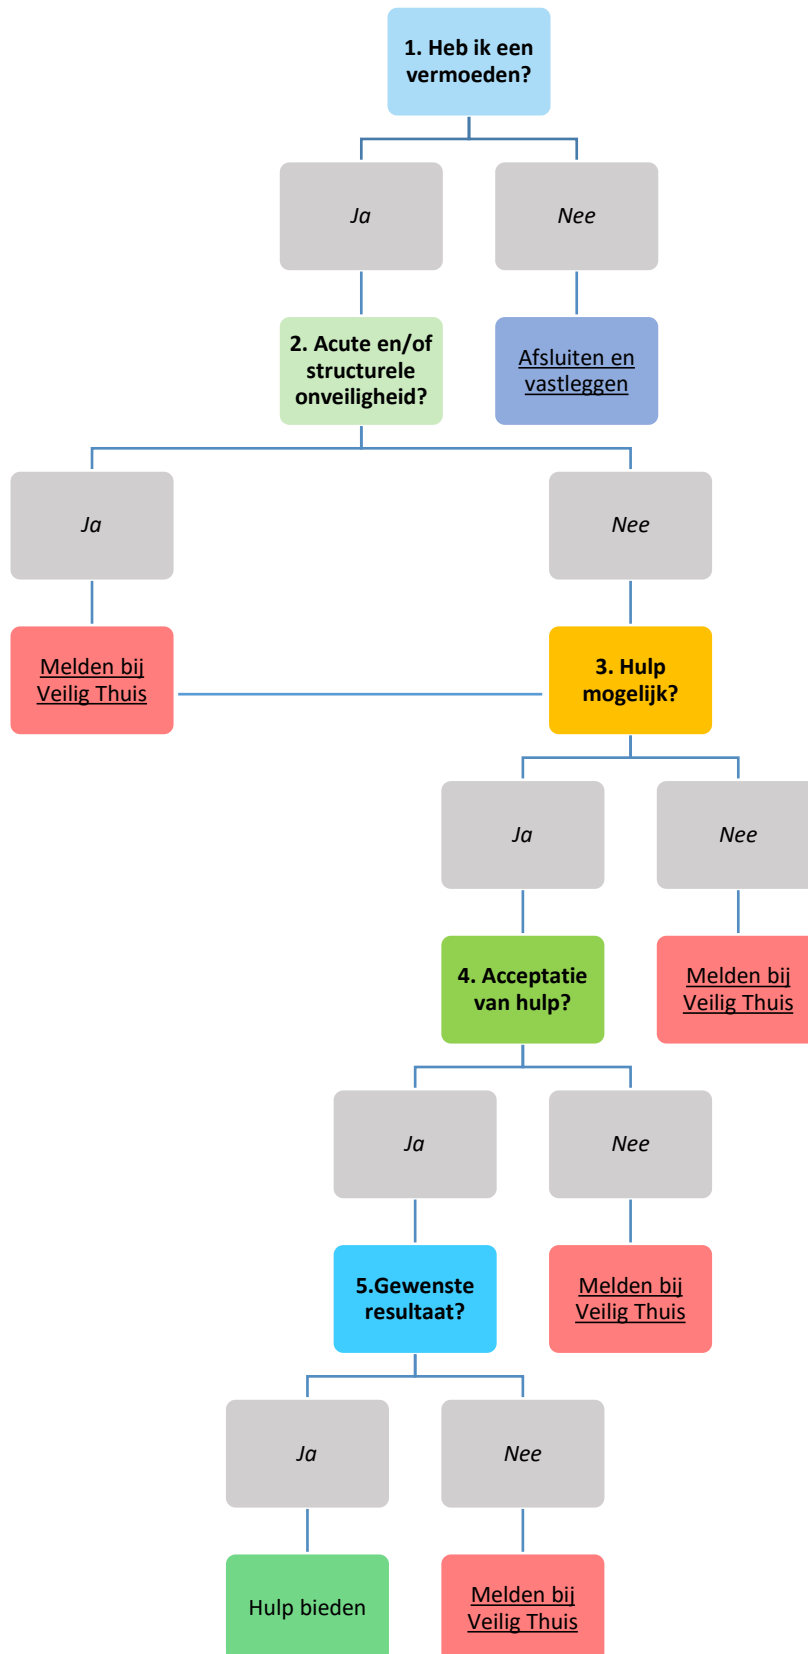 1. Heb ik een
vermoeden?
Ja
Nee
2. Acute en/of
structurele
onveiligheid?
Afsluiten en
vastleggen
Ja
Nee
Melden bij
Veilig Thuis
3. Hulp
mogelijk?
Ja
Nee
4. Acceptatie
van hulp?
Melden bij
Veilig Thuis
Ja
Nee
5.Gewenste
resultaat?
Melden bij
Veilig Thuis
Ja
Nee
Hulp bieden
Melden bij
Veilig Thuis